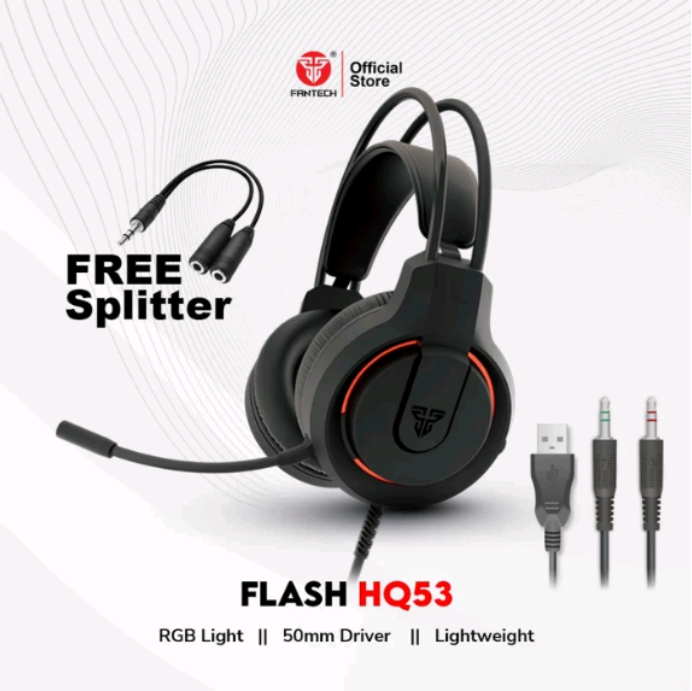 FANTECH
®
Official
Store
FREE
Splitter
FLASH HQ53
RGB Light || 50mm Driver || Lightweight